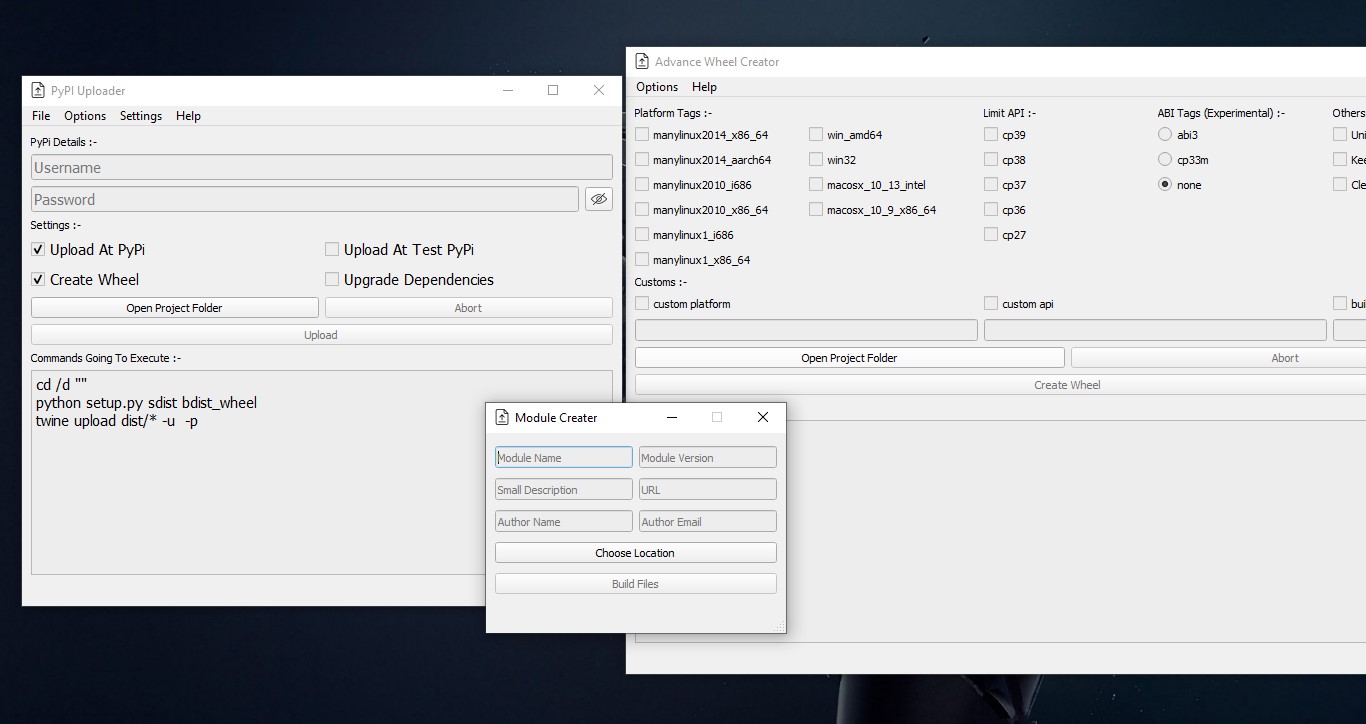 PyPI Uploader
File Options Settings Help
PyPi Details :-
Username
Password
Settings :-
Upload At PyPi Upload At Test PyPi
Create Wheel Upgrade Dependencies
Open Project Folder Abort
Upload
Commands Going To Execute :-
cd /d ""
python setup.py sdist bdist_wheel
twine upload dist/* -u -p
Advance Wheel Creator
Options Help
Platform Tags :- Limit API :- ABI Tags (Experimental) :- Others
manylinux2014_x86_64 win_amd64 cp39 abi3 Uni
manylinux2014_aarch64 win32 cp38 cp33m Kee
manylinux2010_i686 macosx_10_13_intel cp37 none Cle
manylinux2010_x86_64 macosx_10_9_x86_64 cp36
manylinux1_i686 cp27
manylinux1_x86_64
Customs :-
custom platform custom api bui
Open Project Folder Abort
Create Wheel
Module Creater
Module Name Module Version
Small Description URL
Author Name Author Email
Choose Location
Build Files